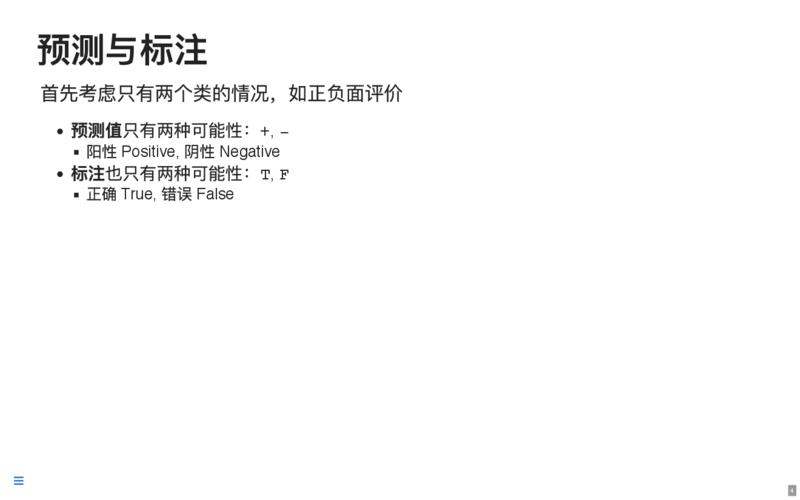 预测与标注
首先考虑只有两个类的情况，如正负面评价
• 预测值只有两种可能性：+, −
▪ 阳性 Positive, 阴性 Negative
• 标注也只有两种可能性：T, F
▪ 正确 True, 错误 False
4